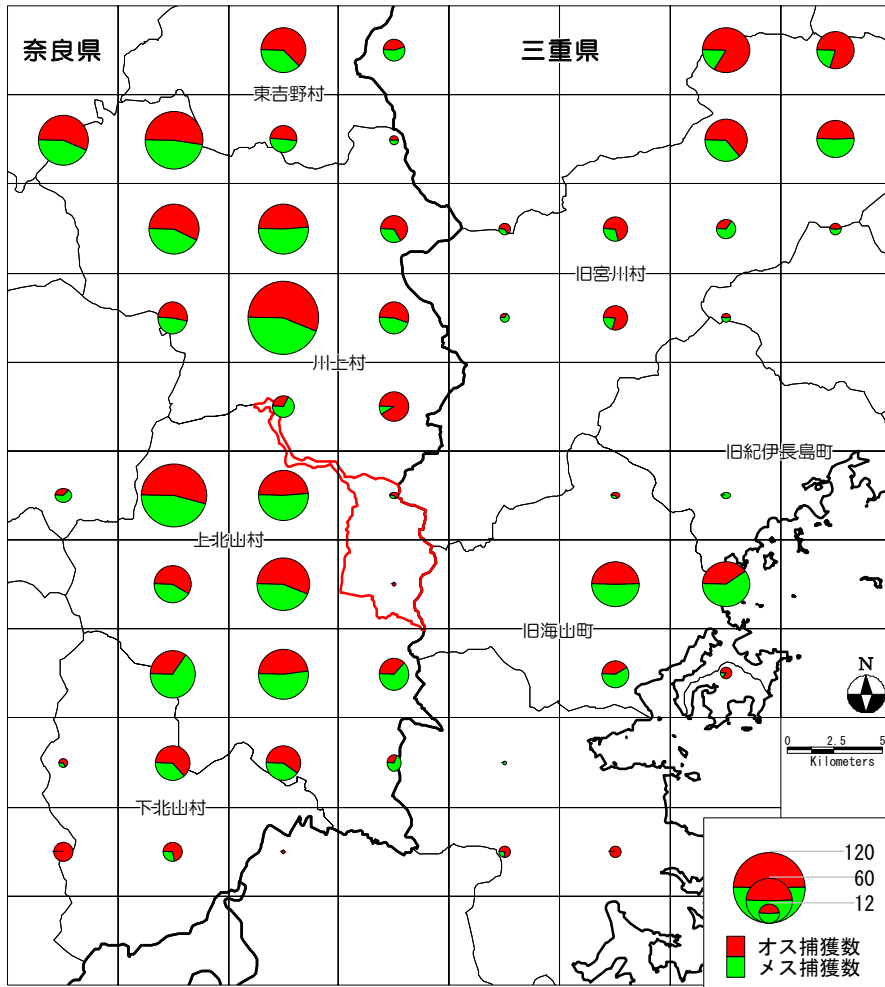 奈良県
三重県
東吉野村
旧宮川村
川上村
旧紀伊長島町
上北山村
旧海山町
N
0 2.5 5
Kilometers
下北山村
120
60
12
オス捕獲数
メス捕獲数